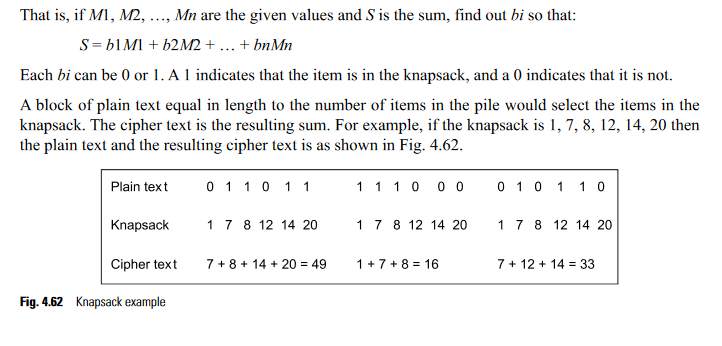 That is, if M1, M2, …, Mn are the given values and S is the sum, find out bi so that:
S = b1M1 + b2M2 + … + bnMn
Each bi can be 0 or 1. A 1 indicates that the item is in the knapsack, and a 0 indicates that it is not.
A block of plain text equal in length to the number of items in the pile would select the items in the
knapsack. The cipher text is the resulting sum. For example, if the knapsack is 1, 7, 8, 12, 14, 20 then
the plain text and the resulting cipher text is as shown in Fig. 4.62.
Plain text 0 1 1 0 1 1 1 1 1 0 0 0 0 1 0 1 1 0
Knapsack 1 7 8 12 14 20 1 7 8 12 14 20 1 7 8 12 14 20
Cipher text 7 + 8 + 14 + 20 = 49 1 + 7 + 8 = 16 7 + 12 + 14 = 33
Fig. 4.62 Knapsack example